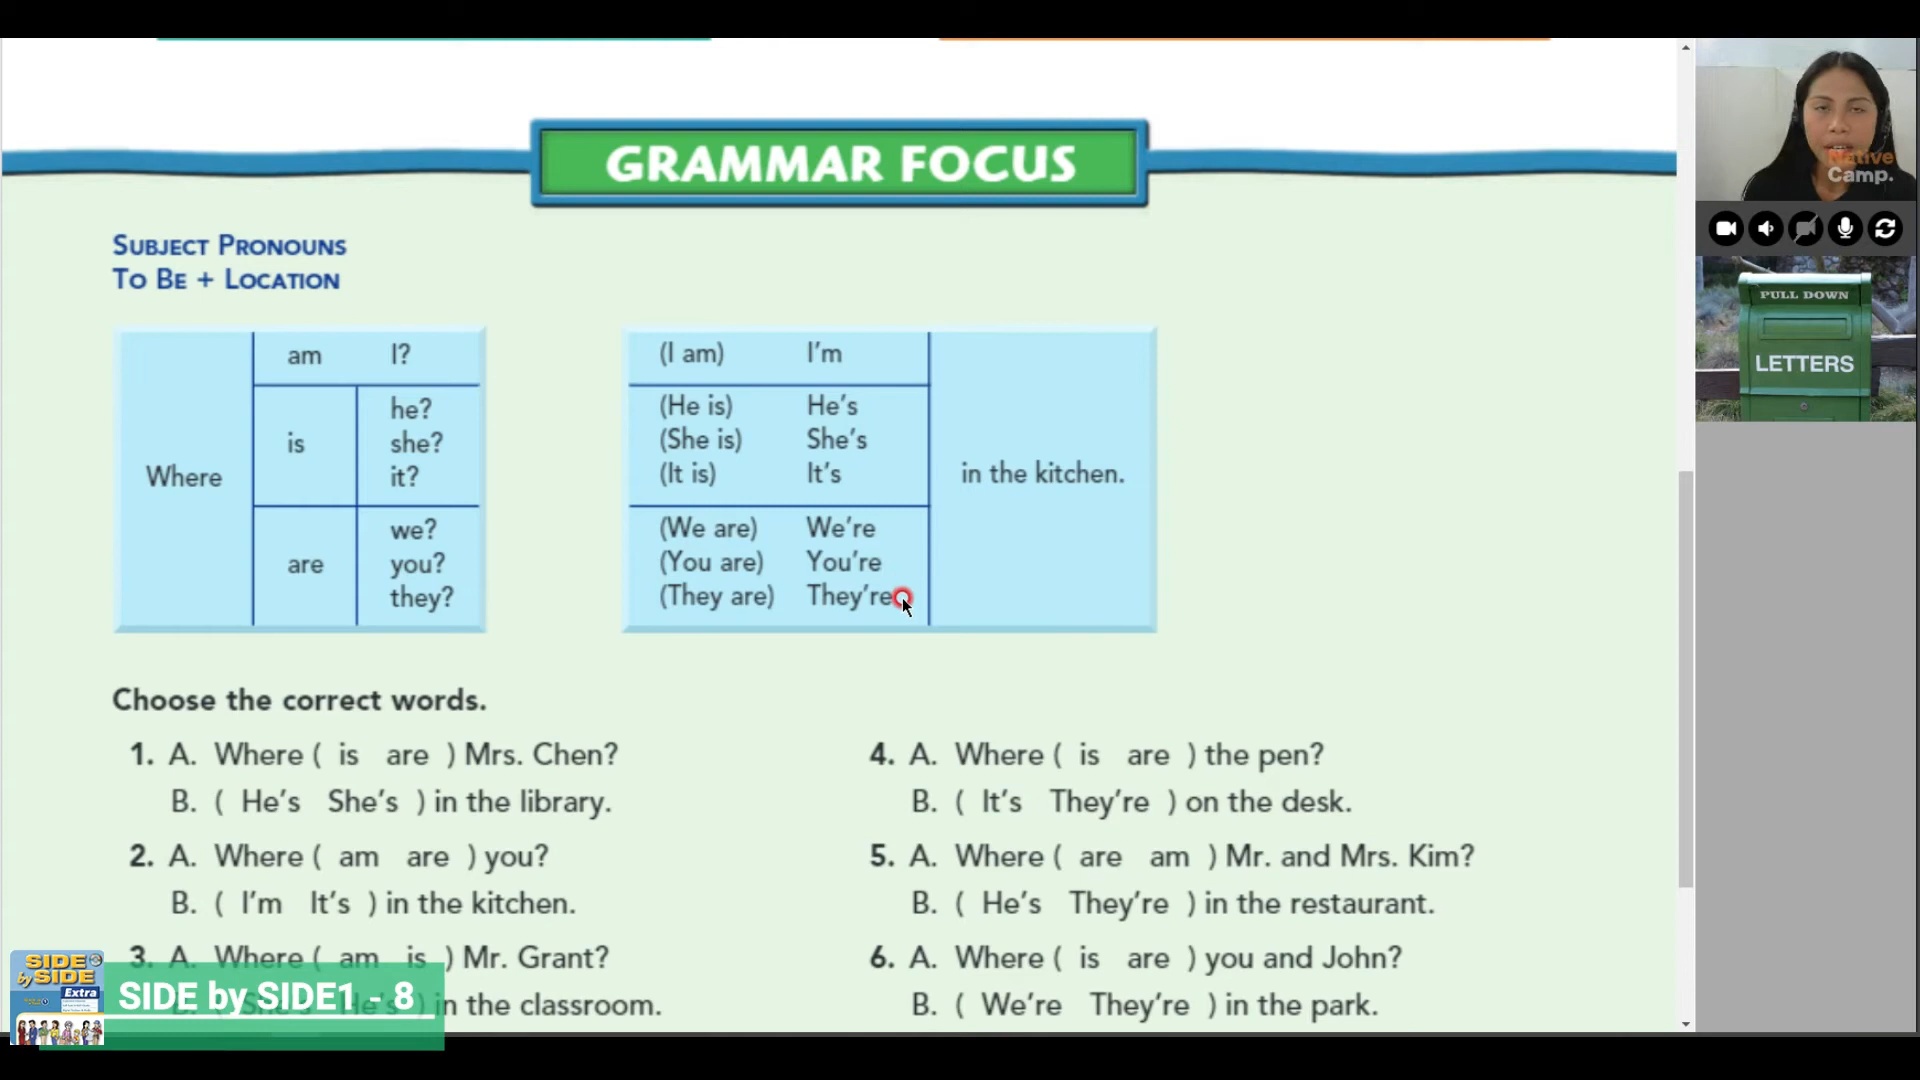 GRAMMAR FOCUS
SUBJECT PRONOUNS
TO BE + LOCATION
Where
am I?
is
he?
she?
it?
are
we?
you?
they?
(I am) I'm
(He is) He's
(She is) She's
(It is) It's
(We are) We're
(You are) You're
(They are) They're
in the kitchen.
Choose the correct words.
1. A. Where ( is are ) Mrs. Chen?
B. ( He's She's ) in the library.
2. A. Where ( am are ) you?
B. ( I'm It's ) in the kitchen.
3. A. Where ( am is ) Mr. Grant?
B. ( She's He's ) in the classroom.
4. A. Where ( is are ) the pen?
B. ( It's They're ) on the desk.
5. A. Where ( are am ) Mr. and Mrs. Kim?
B. ( He's They're ) in the restaurant.
6. A. Where ( is are ) you and John?
B. ( We're They're ) in the park.
SIDE
by SIDE
Extra
SIDE by SIDE1 - 8
Native
Camp.
PULL DOWN
LETTERS